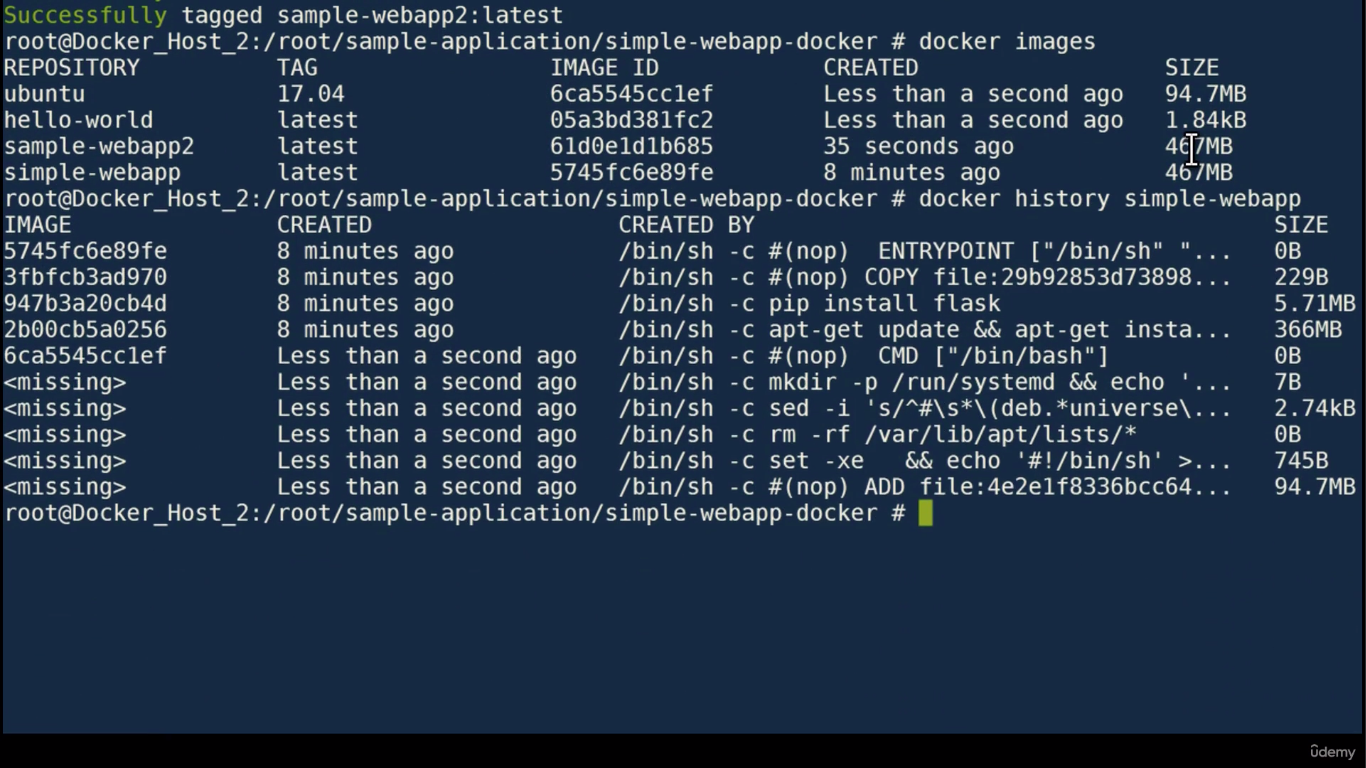 Successfully tagged sample-webapp2:latest
root@Docker_Host_2:/root/sample-application/simple-webapp-docker # docker images
REPOSITORY TAG IMAGE ID CREATED SIZE
ubuntu 17.04 6ca5545cc1ef Less than a second ago 94.7MB
hello-world latest 05a3bd381fc2 Less than a second ago 1.84kB
sample-webapp2 latest 61d0e1d1b685 35 seconds ago 467MB
simple-webapp latest 5745fc6e89fe 8 minutes ago 467MB
root@Docker_Host_2:/root/sample-application/simple-webapp-docker # docker history simple-webapp
IMAGE CREATED CREATED BY SIZE
5745fc6e89fe 8 minutes ago /bin/sh -c #(nop)  ENTRYPOINT ["/bin/sh" "... 0B
3fbfcb3ad970 8 minutes ago /bin/sh -c #(nop) COPY file:29b92853d73898... 229B
947b3a20cb4d 8 minutes ago /bin/sh -c pip install flask 5.71MB
2b00cb5a0256 8 minutes ago /bin/sh -c apt-get update && apt-get insta... 366MB
6ca5545cc1ef Less than a second ago /bin/sh -c #(nop)  CMD ["/bin/bash"] 0B
<missing> Less than a second ago /bin/sh -c mkdir -p /run/systemd && echo '... 7B
<missing> Less than a second ago /bin/sh -c sed -i 's/^#\s*\(deb.*universe\... 2.74kB
<missing> Less than a second ago /bin/sh -c rm -rf /var/lib/apt/lists/* 0B
<missing> Less than a second ago /bin/sh -c set -xe   && echo '#!/bin/sh' >... 745B
<missing> Less than a second ago /bin/sh -c #(nop) ADD file:4e2e1f8336bcc64... 94.7MB
root@Docker_Host_2:/root/sample-application/simple-webapp-docker #
ûdemy